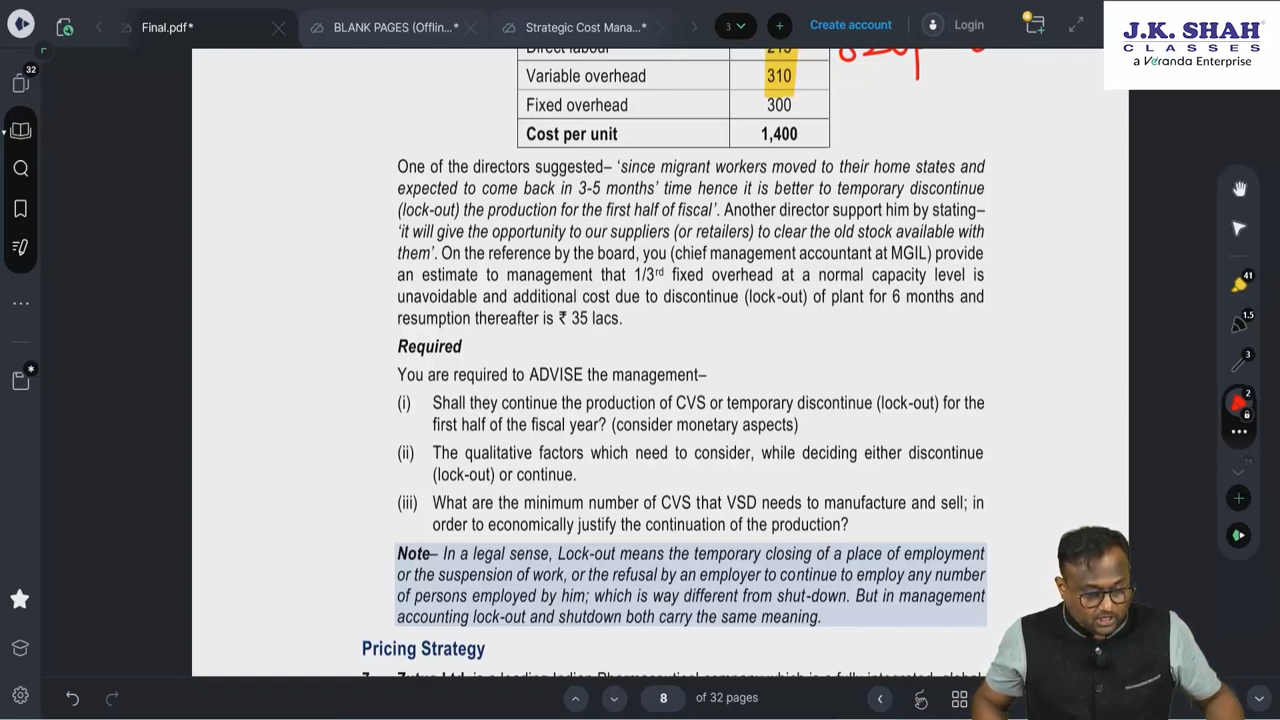 Final.pdf*
BLANK PAGES (Offlin...*
Strategic Cost Mana...*
3
Create account
Login
J.K. SHAH
CLASSES
a Veranda Enterprise
32
Direct labour 215
Variable overhead 310
Fixed overhead 300
Cost per unit 1,400
One of the directors suggested– ‘since migrant workers moved to their home states and
expected to come back in 3-5 months’ time hence it is better to temporary discontinue
(lock-out) the production for the first half of fiscal’. Another director support him by stating–
‘it will give the opportunity to our suppliers (or retailers) to clear the old stock available with
them’. On the reference by the board, you (chief management accountant at MGIL) provide
an estimate to management that 1/3rd fixed overhead at a normal capacity level is
unavoidable and additional cost due to discontinue (lock-out) of plant for 6 months and
resumption thereafter is ₹ 35 lacs.
Required
You are required to ADVISE the management–
(i) Shall they continue the production of CVS or temporary discontinue (lock-out) for the
first half of the fiscal year? (consider monetary aspects)
(ii) The qualitative factors which need to consider, while deciding either discontinue
(lock-out) or continue.
(iii) What are the minimum number of CVS that VSD needs to manufacture and sell; in
order to economically justify the continuation of the production?
Note– In a legal sense, Lock-out means the temporary closing of a place of employment
or the suspension of work, or the refusal by an employer to continue to employ any number
of persons employed by him; which is way different from shut-down. But in management
accounting lock-out and shutdown both carry the same meaning.
Pricing Strategy
41
1.5
3
2
8 of 32 pages